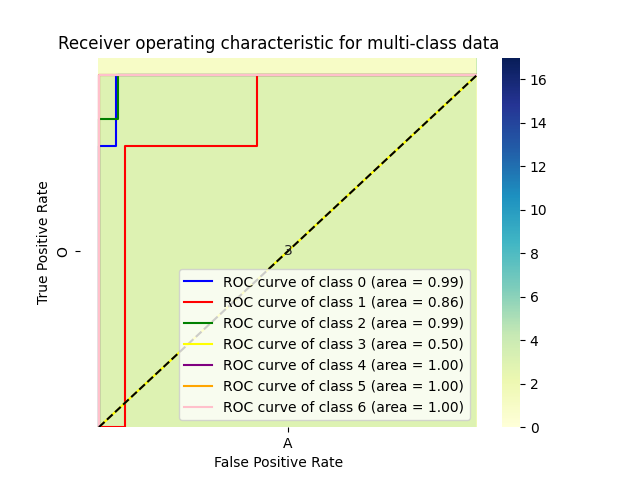 Receiver operating characteristic for multi-class data
16
14
12
10
8
6
4
2
0
True Positive Rate
O
3
ROC curve of class 0 (area = 0.99)
ROC curve of class 1 (area = 0.86)
ROC curve of class 2 (area = 0.99)
ROC curve of class 3 (area = 0.50)
ROC curve of class 4 (area = 1.00)
ROC curve of class 5 (area = 1.00)
ROC curve of class 6 (area = 1.00)
A
False Positive Rate